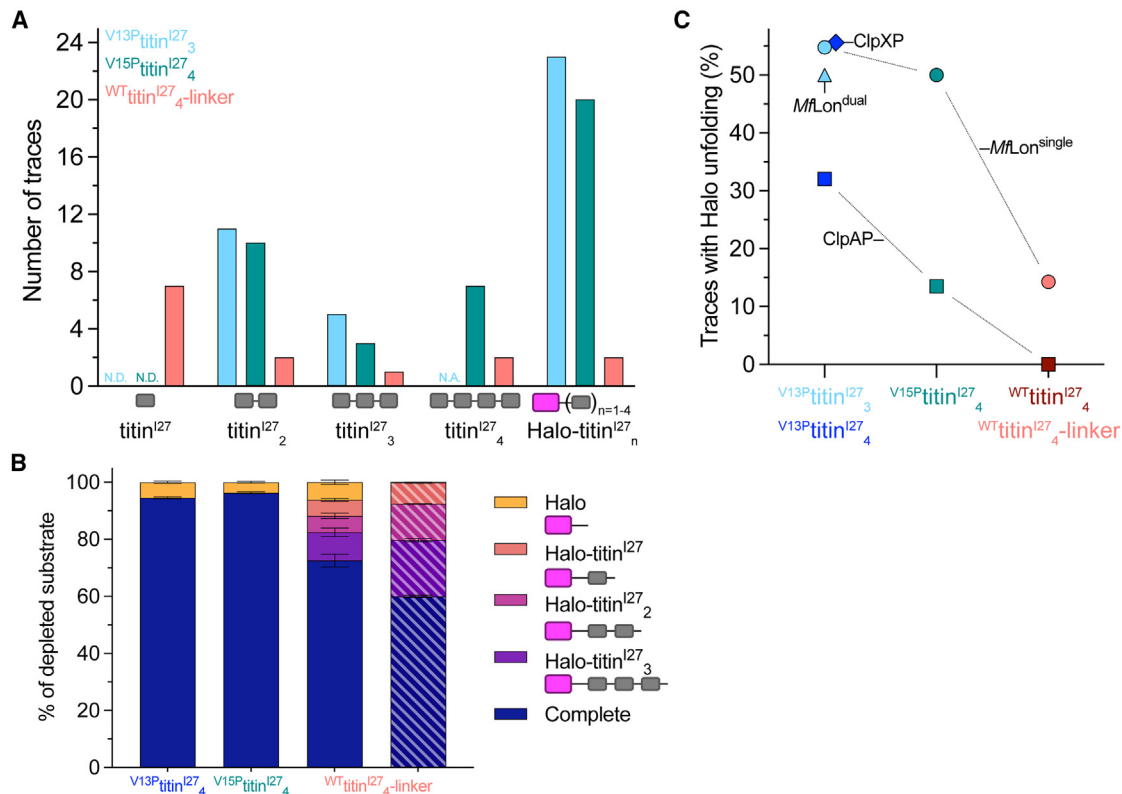 A
V13Ptitin^I27_3
V15Ptitin^I27_4
WTtitin^I27_4-linker
Number of traces
24
20
16
12
8
4
0
N.D. N.D. N.A.
( )n=1-4
titin^I27 titin^I27_2 titin^I27_3 titin^I27_4 Halo-titin^I27_n
C
Traces with Halo unfolding (%)
50
40
30
20
10
0
ClpXP
MfLon^dual
–MfLon^single
ClpAP–
V13Ptitin^I27_3 V15Ptitin^I27_4 WTtitin^I27_4
V13Ptitin^I27_4 WTtitin^I27_4-linker
B
% of depleted substrate
100
80
60
40
20
0
V13Ptitin^I27_4 V15Ptitin^I27_4 WTtitin^I27_4-linker
Halo
Halo-titin^I27
Halo-titin^I27_2
Halo-titin^I27_3
Complete